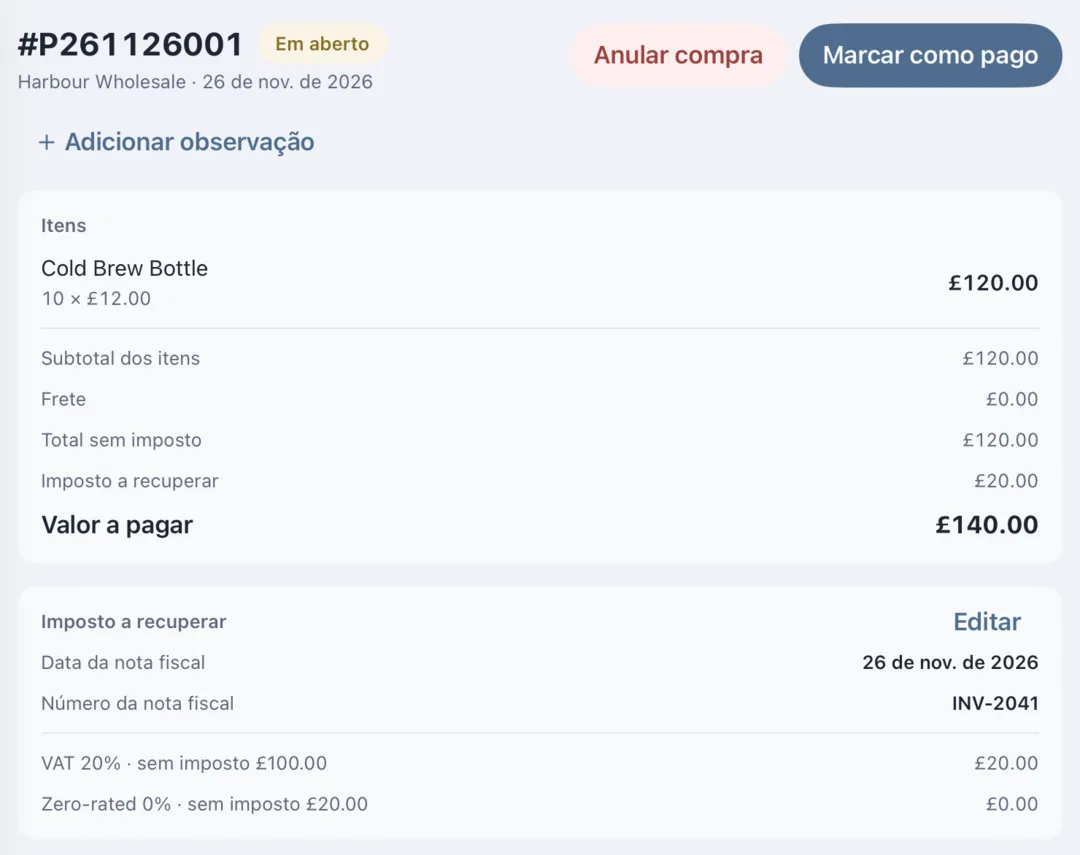 #P261126001 Em aberto
Anular compra
Marcar como pago
Harbour Wholesale · 26 de nov. de 2026
+ Adicionar observação
Itens
Cold Brew Bottle
10 × £12.00
£120.00
Subtotal dos itens £120.00
Frete £0.00
Total sem imposto £120.00
Imposto a recuperar £20.00
Valor a pagar £140.00
Imposto a recuperar Editar
Data da nota fiscal 26 de nov. de 2026
Número da nota fiscal INV-2041
VAT 20% · sem imposto £100.00 £20.00
Zero-rated 0% · sem imposto £20.00 £0.00